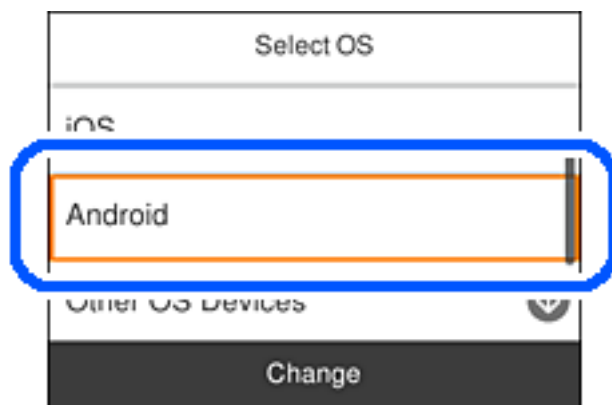 Select OS
iOS
Android
Other OS Devices
Change